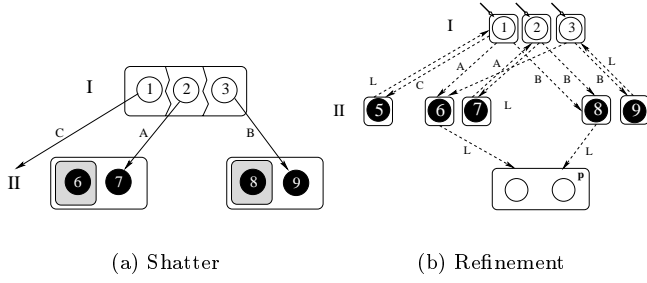 I
1 2 3
C A B
II
6 7 8 9
(a) Shatter
I
1 2 3
L C A A B B B L
II
5 6 7 L 8 9
L L
p
(b) Refinement